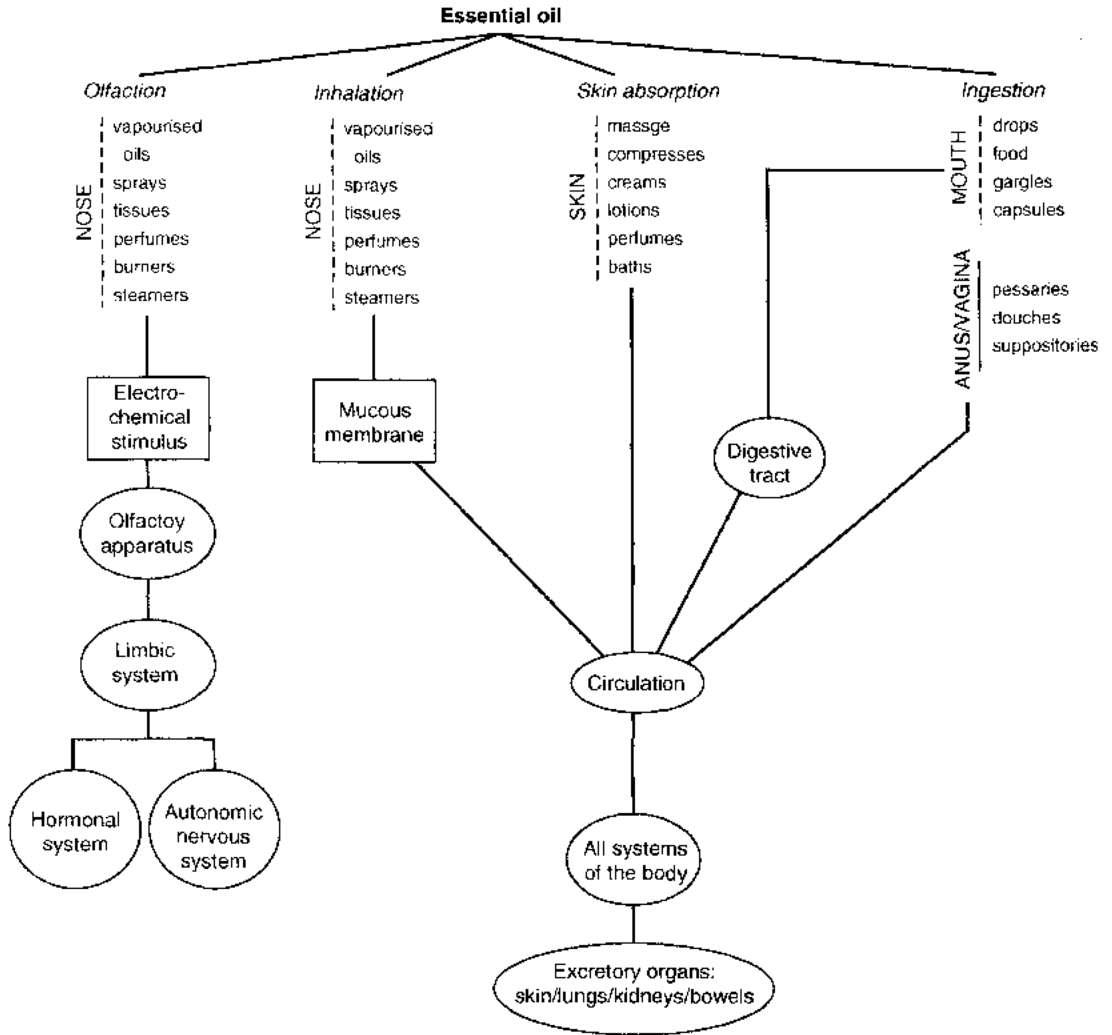 Essential oil
Olfaction
NOSE
vapourised
oils
sprays
tissues
perfumes
burners
steamers
Electro-
chemical
stimulus
Olfactoy
apparatus
Limbic
system
Hormonal
system
Autonomic
nervous
system
Inhalation
NOSE
vapourised
oils
sprays
tissues
perfumes
burners
steamers
Mucous
membrane
Skin absorption
SKIN
massge
compresses
creams
lotions
perfumes
baths
Ingestion
MOUTH
drops
food
gargles
capsules
ANUS/VAGINA
pessaries
douches
suppositories
Digestive
tract
Circulation
All systems
of the body
Excretory organs:
skin/lungs/kidneys/bowels